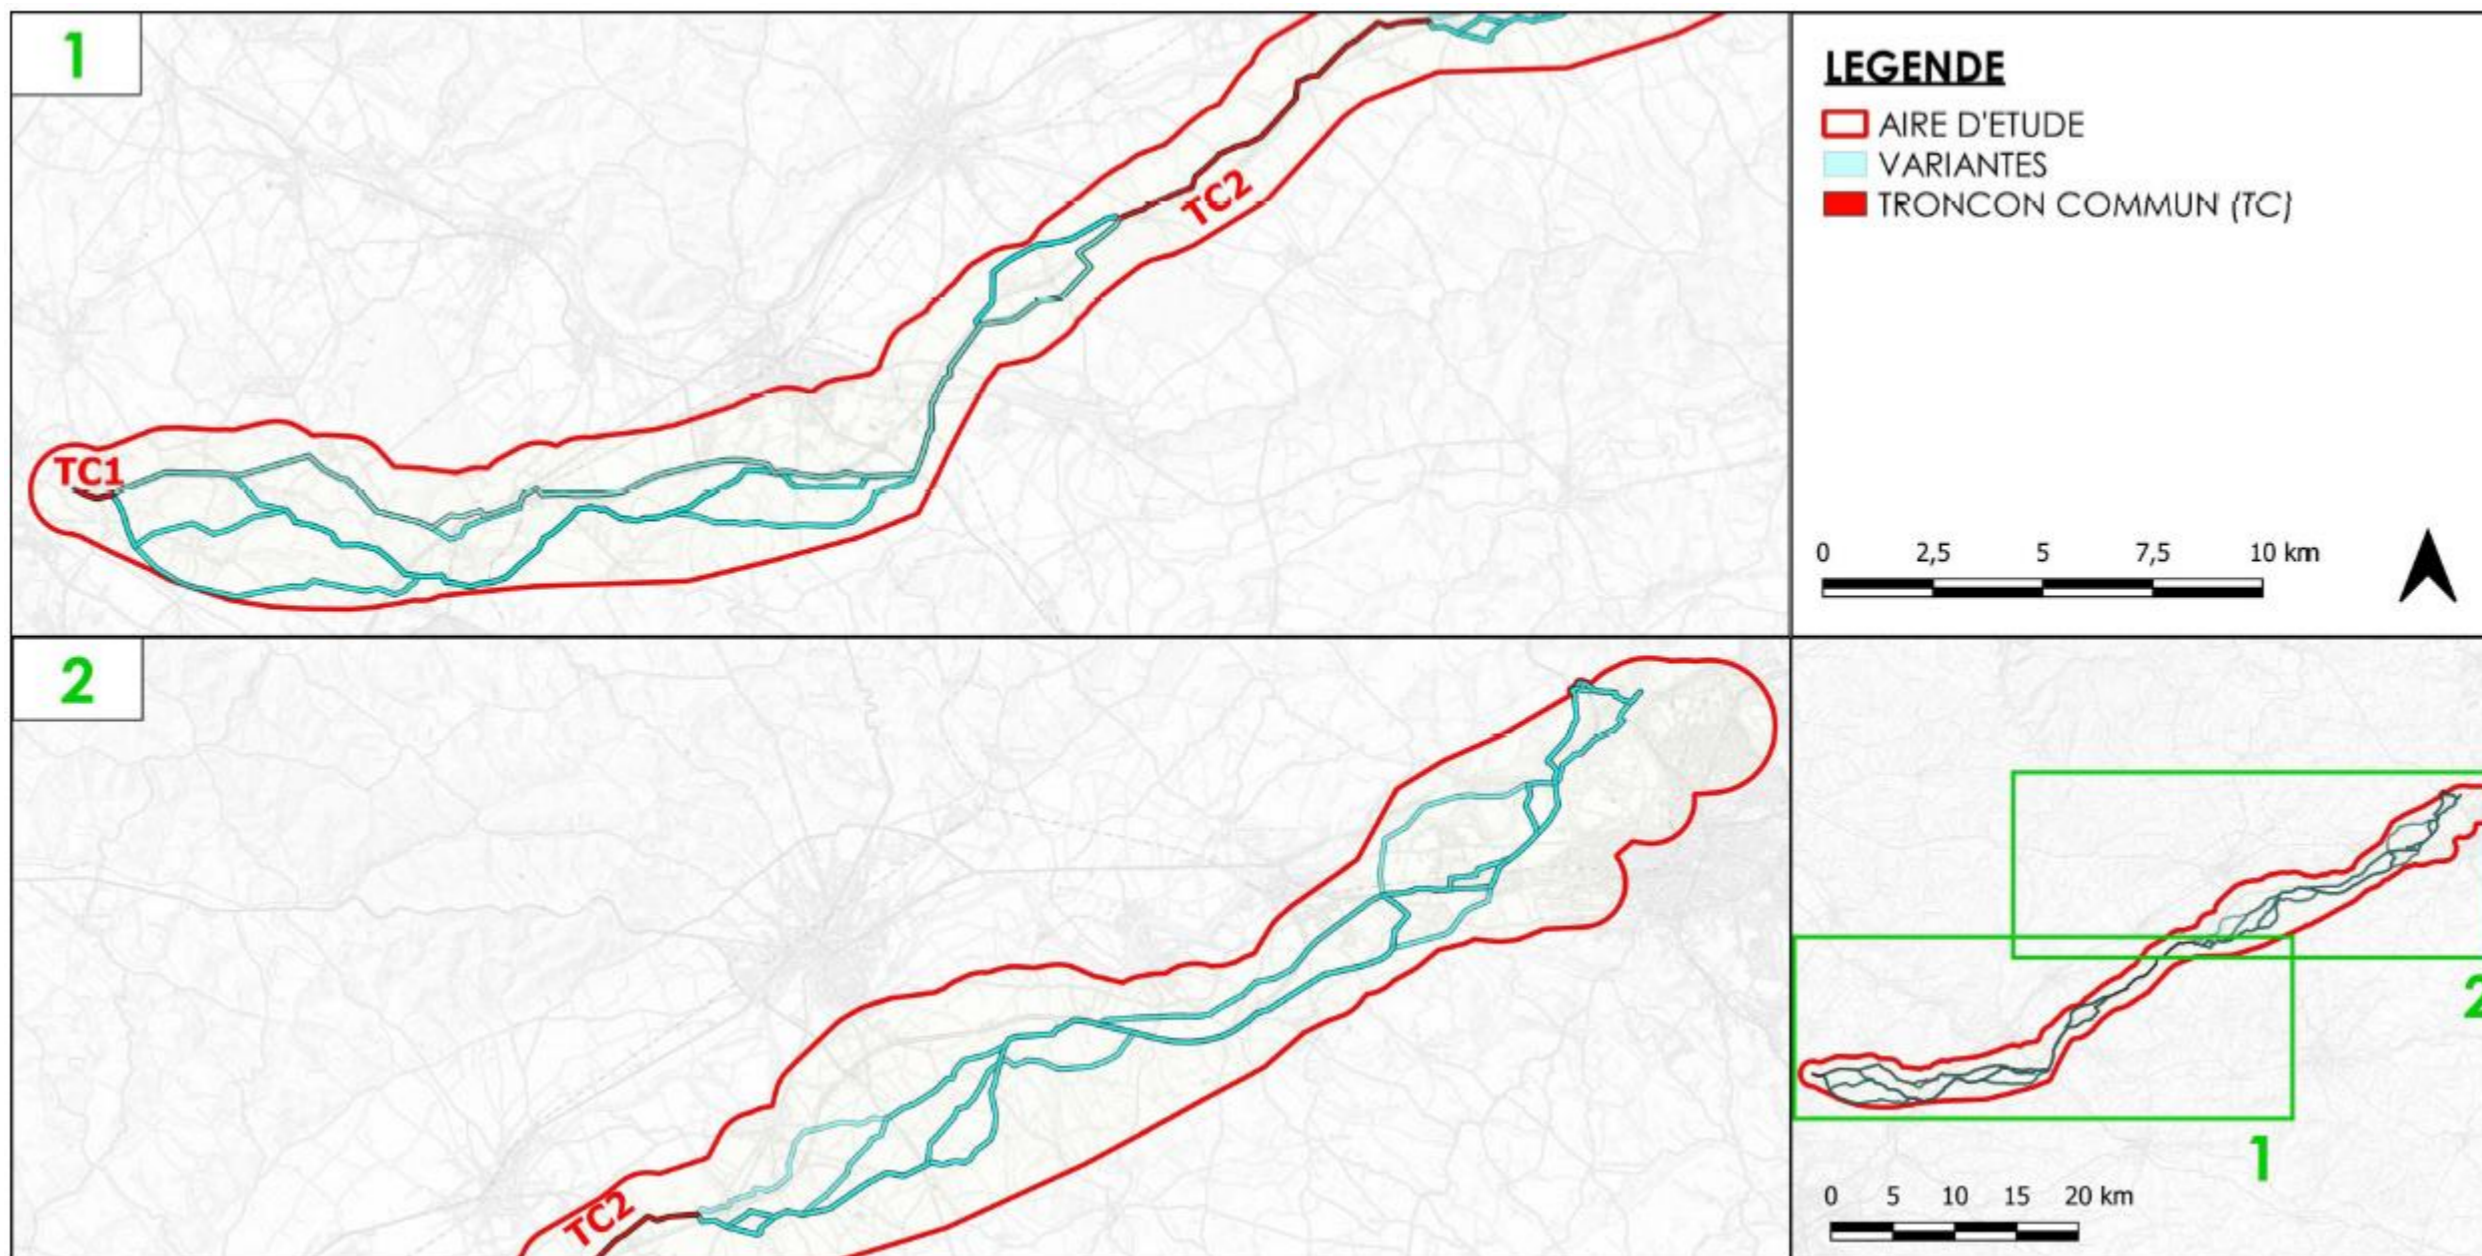 1
TC1
TC2
LEGENDE
AIRE D'ETUDE
VARIANTES
TRONCON COMMUN (TC)
0 2,5 5 7,5 10 km
2
TC2
2
1
0 5 10 15 20 km